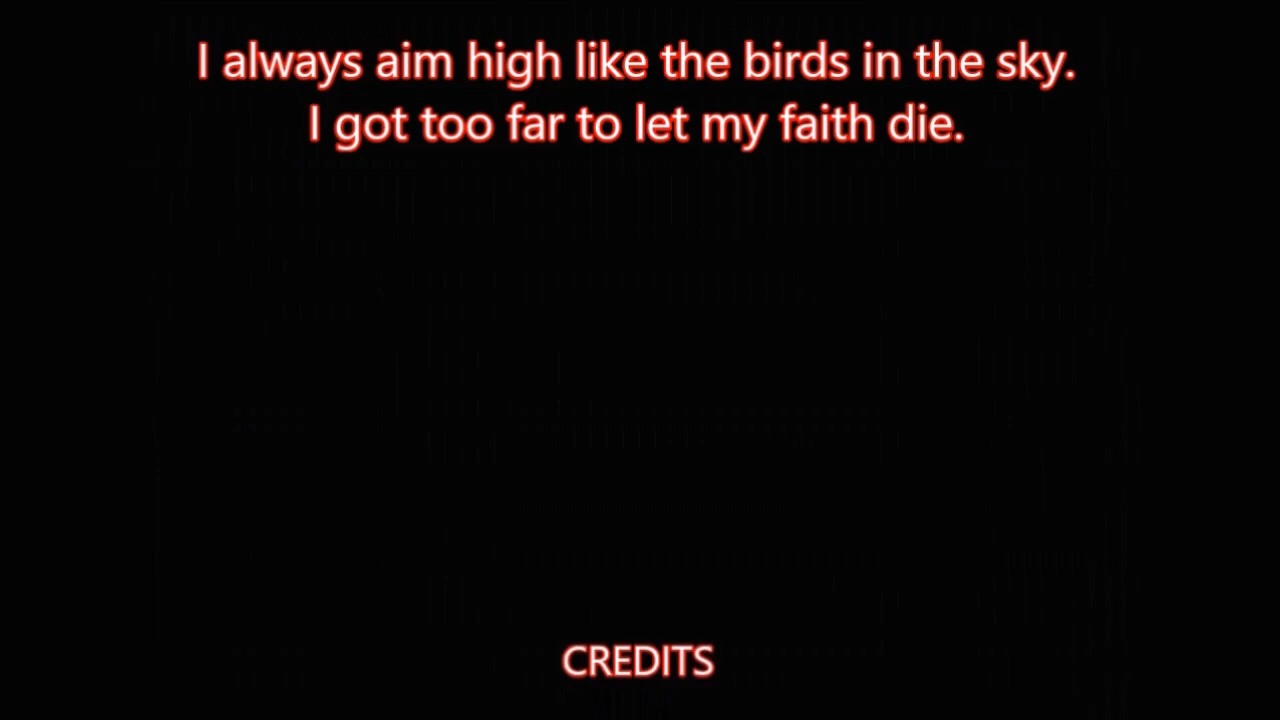 I always aim high like the birds in the sky.
I got too far to let my faith die.
CREDITS